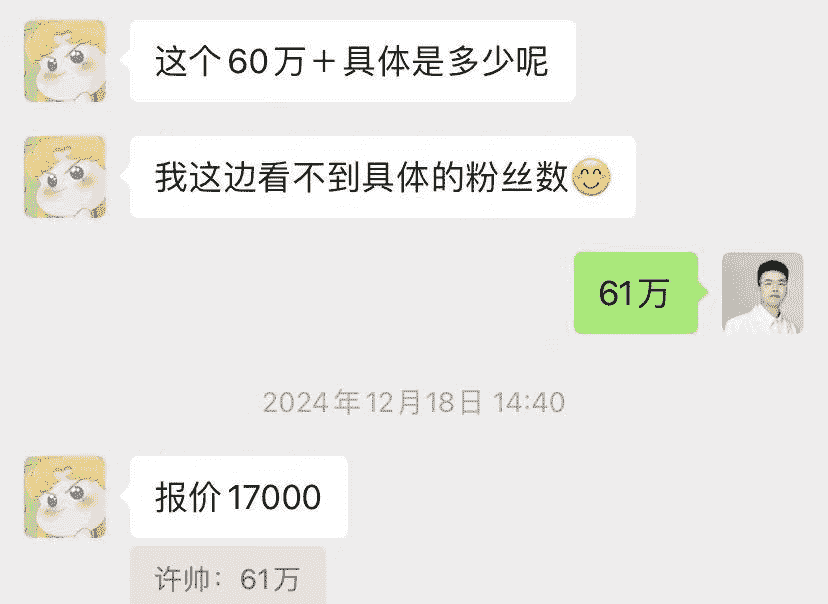 这个60万＋具体是多少呢
我这边看不到具体的粉丝数
61万
2024年12月18日 14:40
报价17000
许帅：61万